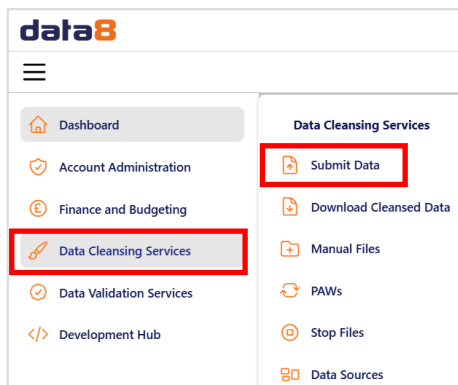 data8
Dashboard
Account Administration
Finance and Budgeting
Data Cleansing Services
Data Validation Services
Development Hub
Data Cleansing Services
Submit Data
Download Cleansed Data
Manual Files
PAWs
Stop Files
Data Sources